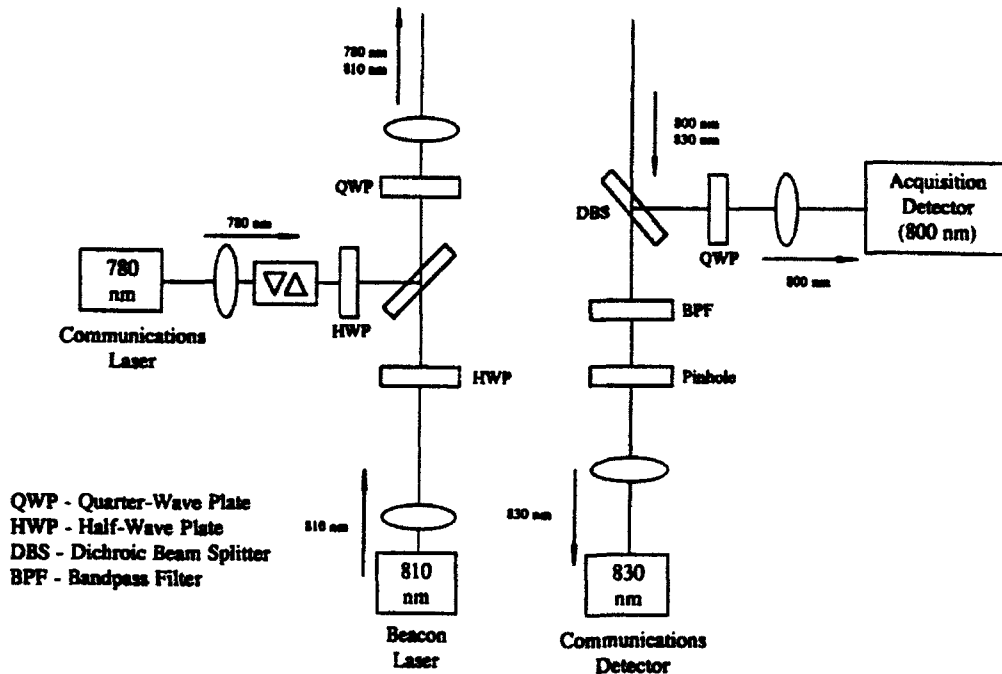 780 nm
810 nm
QWP
780 nm
780
nm
Communications
Laser
HWP
HWP
810 nm
810
nm
Beacon
Laser
QWP - Quarter-Wave Plate
HWP - Half-Wave Plate
DBS - Dichroic Beam Splitter
BPF - Bandpass Filter
800 nm
830 nm
DBS
QWP
800 nm
Acquisition
Detector
(800 nm)
BPF
Pinhole
830 nm
830
nm
Communications
Detector